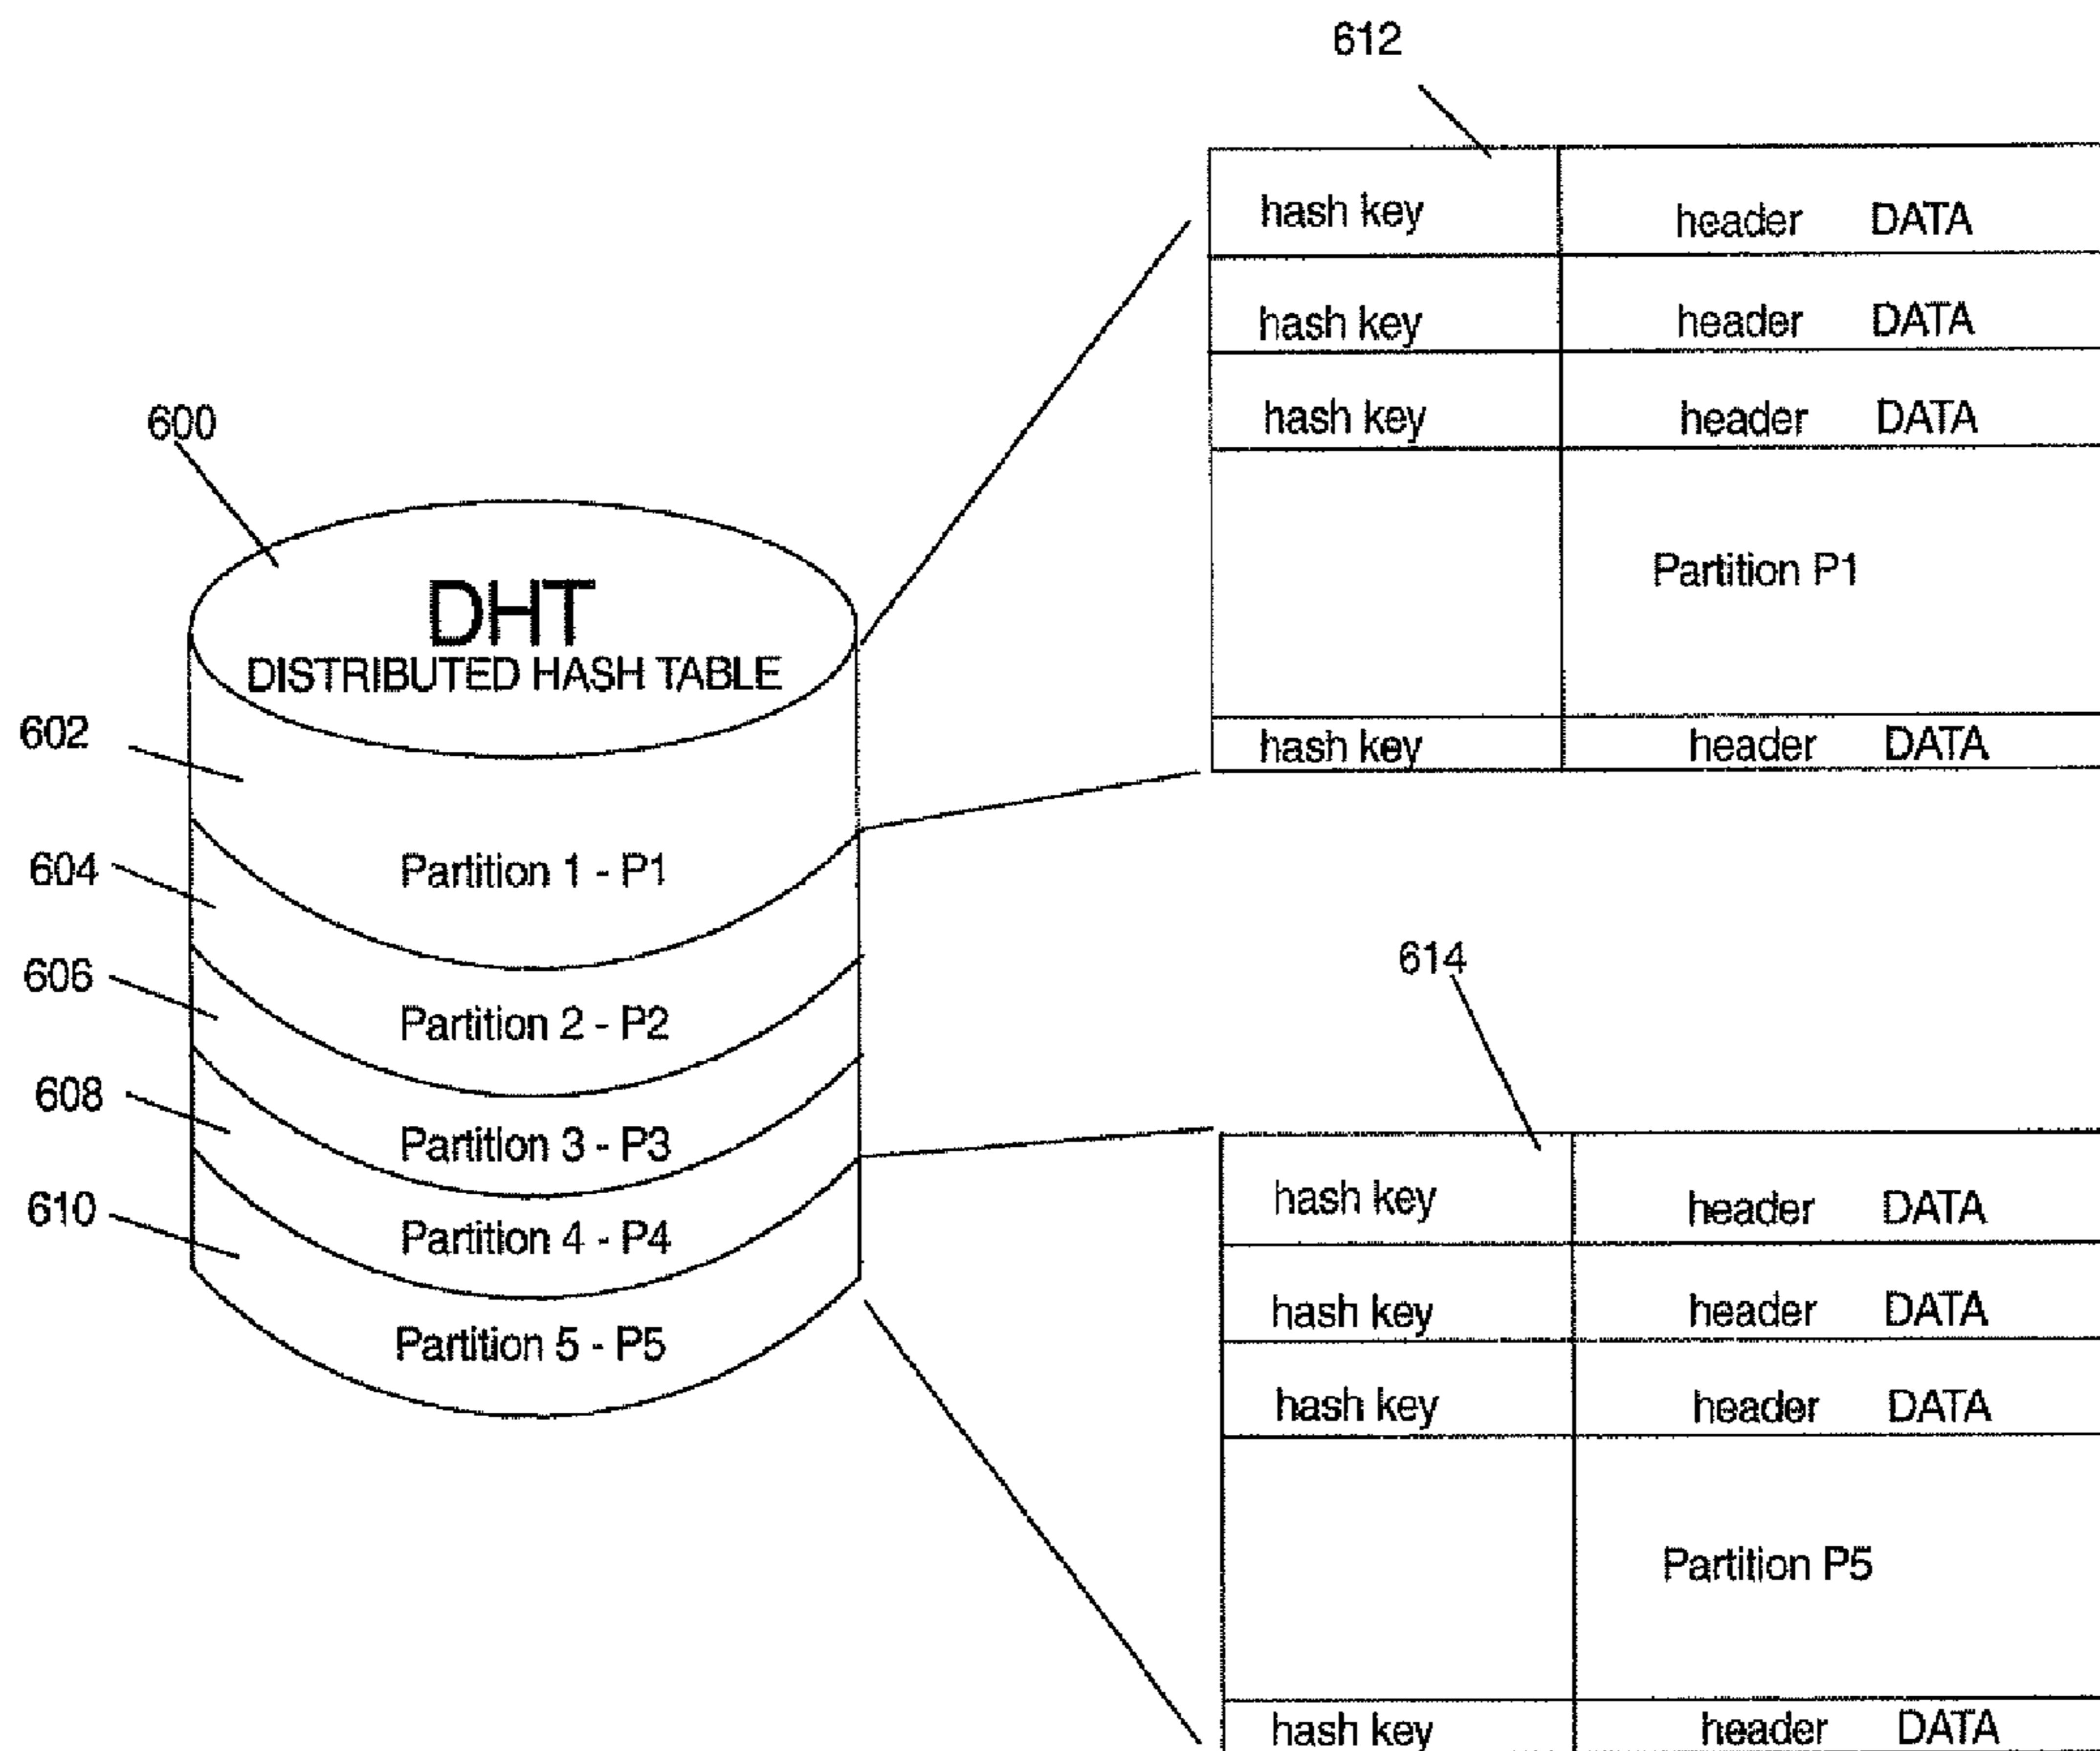 612
hash key header DATA
hash key header DATA
hash key header DATA
Partition P1
hash key header DATA
600
DHT
DISTRIBUTED HASH TABLE
602
604
606
608
610
Partition 1 - P1
Partition 2 - P2
Partition 3 - P3
Partition 4 - P4
Partition 5 - P5
614
hash key header DATA
hash key header DATA
hash key header DATA
Partition P5
hash key header DATA